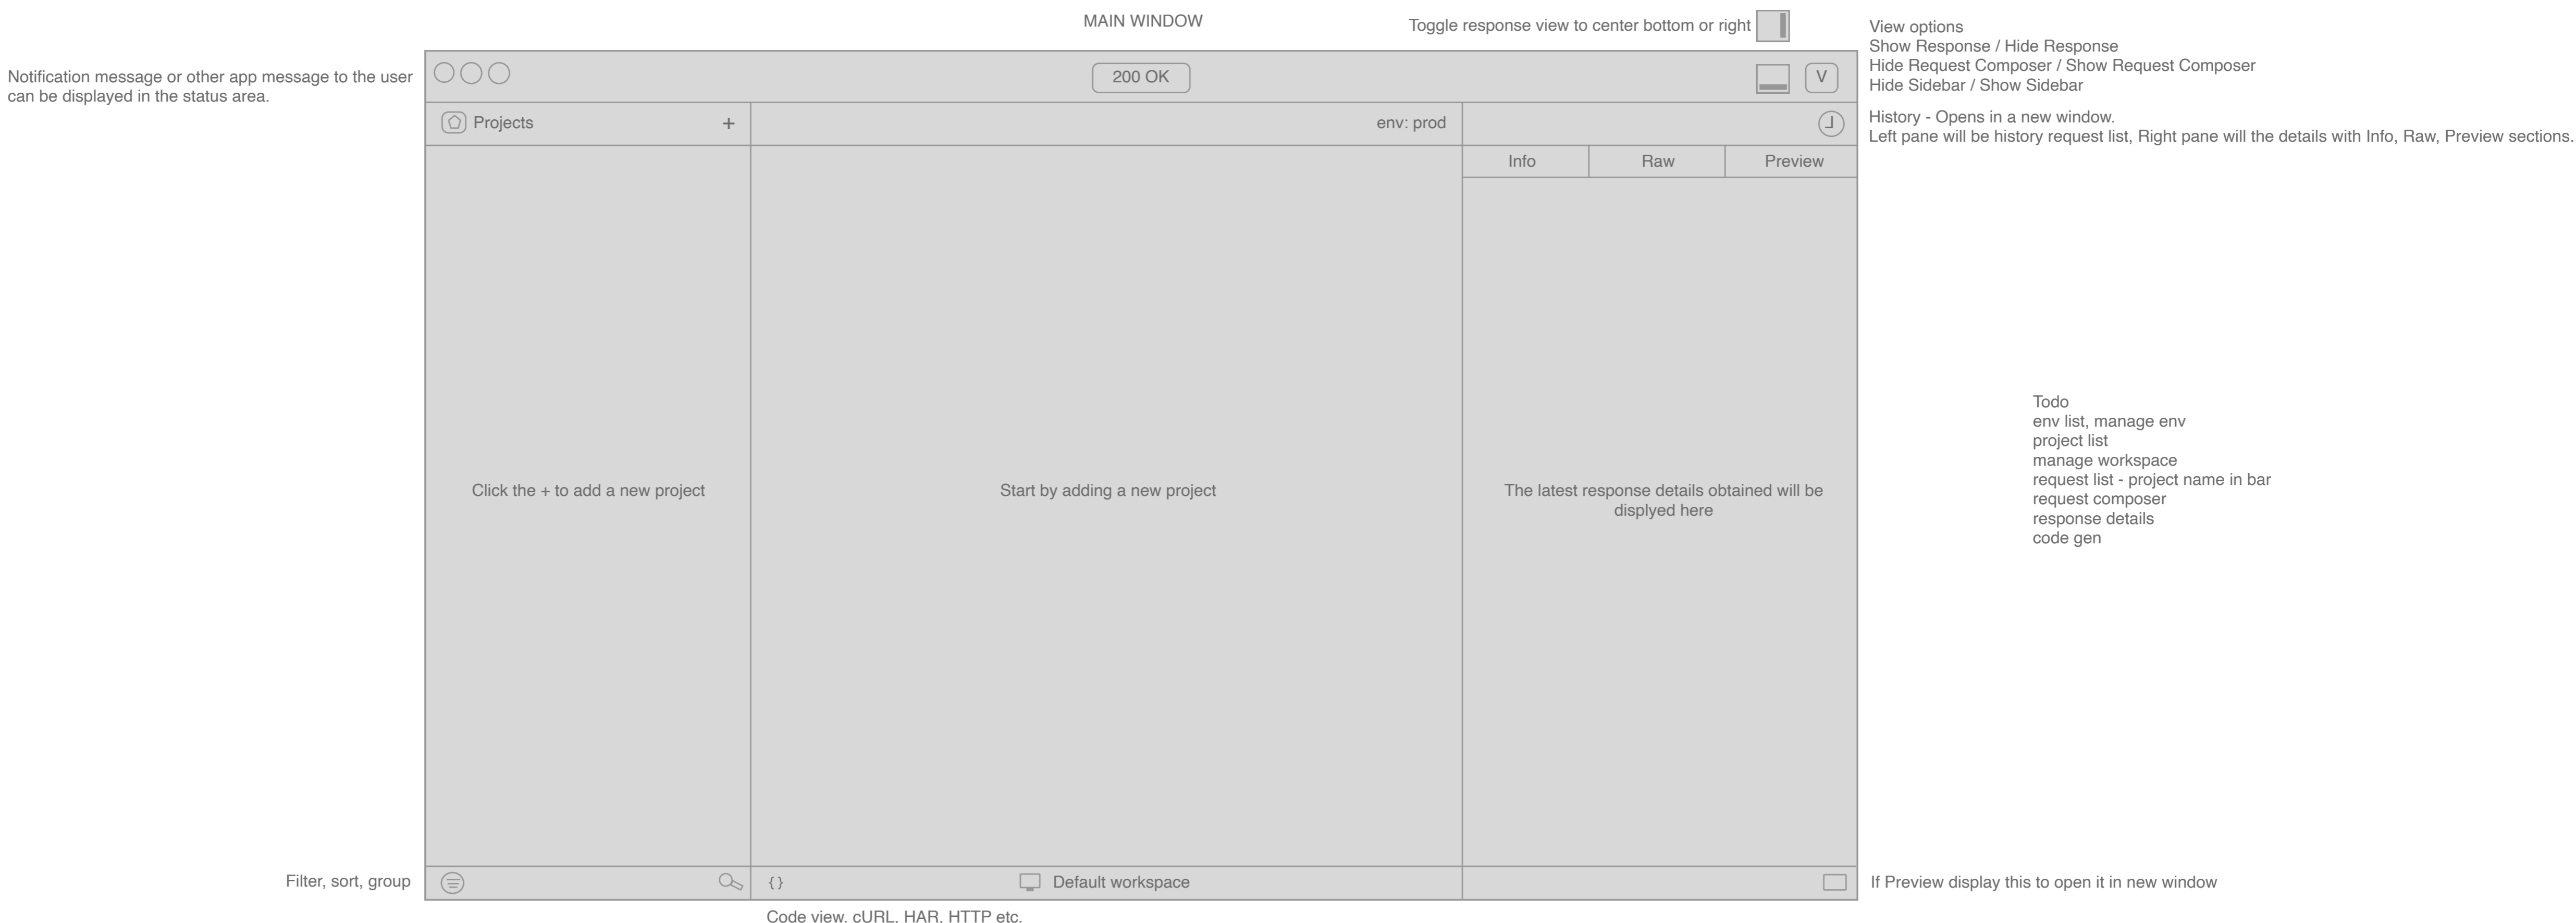 MAIN WINDOW
Toggle response view to center bottom or right
View options
Show Response / Hide Response
Hide Request Composer / Show Request Composer
Hide Sidebar / Show Sidebar
Notification message or other app message to the user
can be displayed in the status area.
200 OK
V
Projects
+
env: prod
History - Opens in a new window.
Left pane will be history request list, Right pane will the details with Info, Raw, Preview sections.
Info
Raw
Preview
Click the + to add a new project
Start by adding a new project
The latest response details obtained will be
displyed here
Todo
env list, manage env
project list
manage workspace
request list - project name in bar
request composer
response details
code gen
Filter, sort, group
{ }
Default workspace
If Preview display this to open it in new window
Code view. cURL. HAR. HTTP etc.